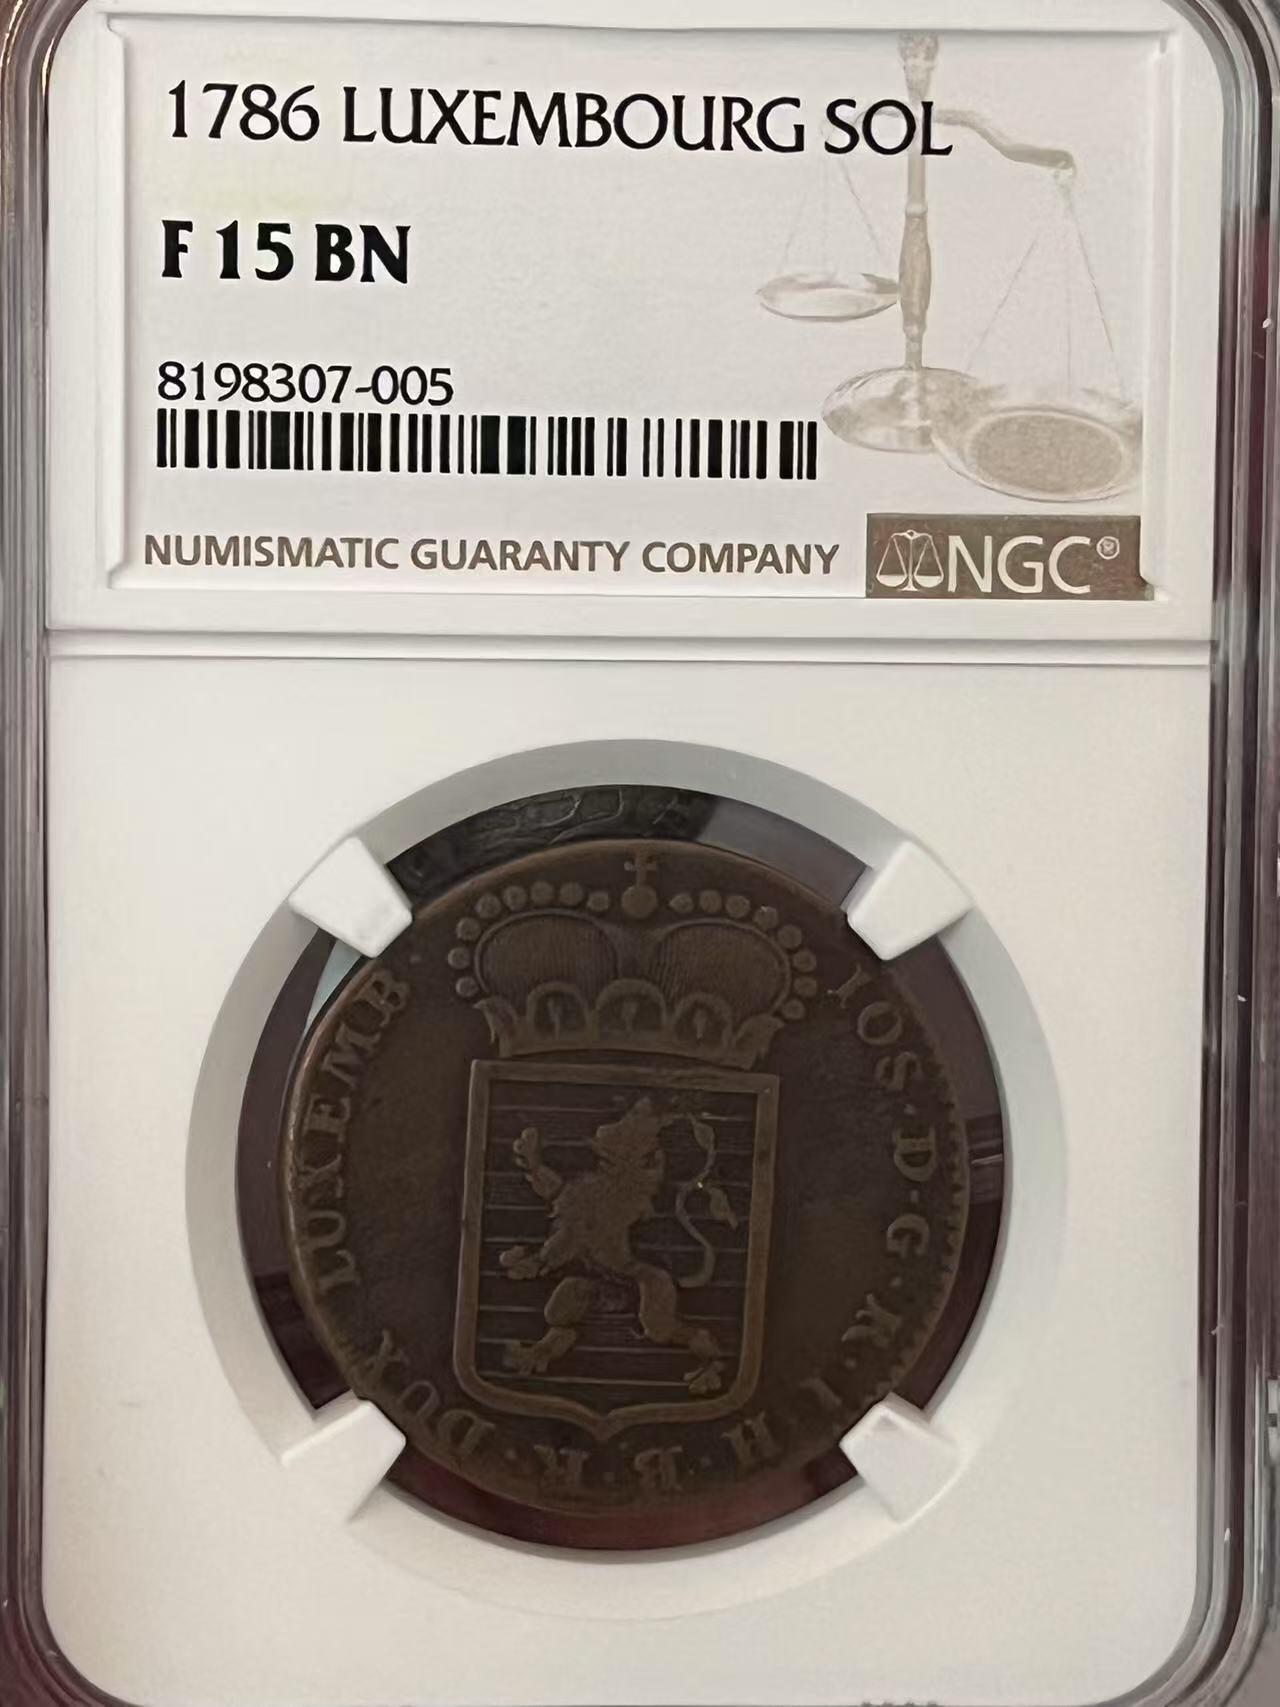 1786 LUXEMBOURG SOL
F 15 BN
8198307-005
NUMISMATIC GUARANTY COMPANY NGC®
IOS·D·G·R·I·H·B·R·DUX LUXEMB·